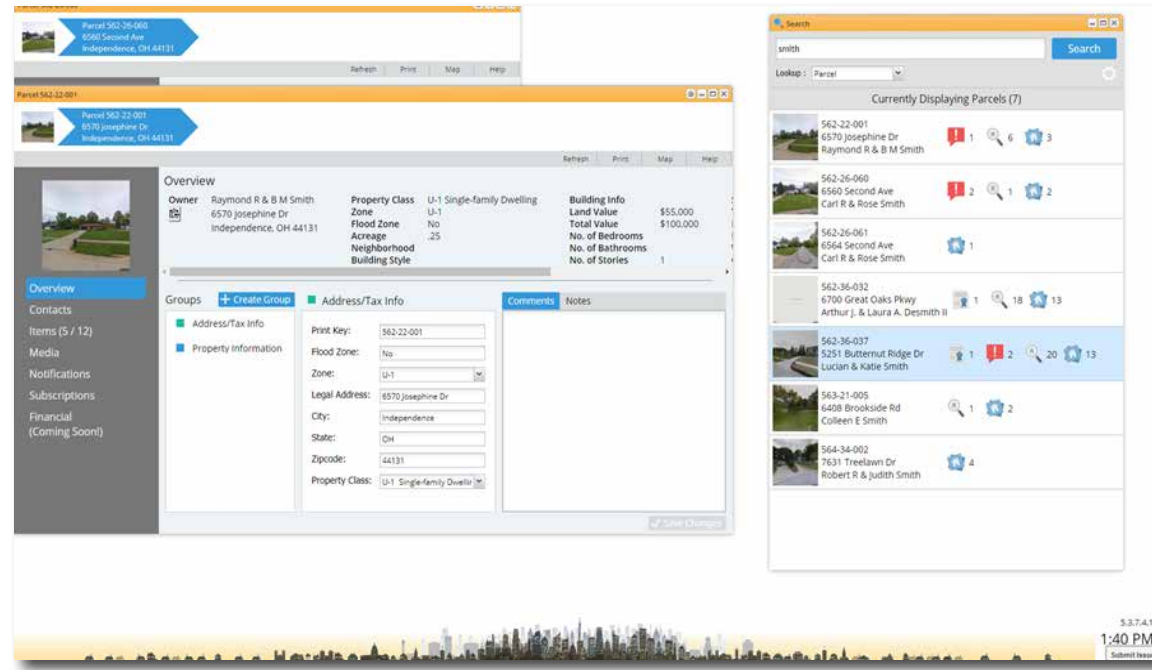 Parcel 562-26-060
6560 Second Ave
Independence, OH 44131
Refresh Print Map Help
Parcel 562-22-001
Parcel 562-22-001
6570 Josephine Dr
Independence, OH 44131
Refresh Print Map Help
Overview
Contacts
Items (5 / 12)
Media
Notifications
Subscriptions
Financial
(Coming Soon!)
Overview
Owner Raymond R & B M Smith
6570 Josephine Dr
Independence, OH 44131
Property Class U-1 Single-family Dwelling
Zone U-1
Flood Zone No
Acreage .25
Neighborhood
Building Style
Building Info
Land Value $55,000
Total Value $100,000
No. of Bedrooms
No. of Bathrooms
No. of Stories 1
Groups + Create Group
Address/Tax Info
Property Information
Address/Tax Info
Print Key: 562-22-001
Flood Zone: No
Zone: U-1
Legal Address: 6570 Josephine Dr
City: Independence
State: OH
Zipcode: 44131
Property Class: U-1 Single-family Dwellin
Comments Notes
Save Changes
Search
smith
Search
Lookup : Parcel
Currently Displaying Parcels (7)
562-22-001
6570 Josephine Dr
Raymond R & B M Smith
1 6 3
562-26-060
6560 Second Ave
Carl R & Rose Smith
2 1 2
562-26-061
6564 Second Ave
Carl R & Rose Smith
1
562-36-032
6700 Great Oaks Pkwy
Arthur J. & Laura A. Desmith II
1 18 13
562-36-037
5251 Butternut Ridge Dr
Lucian & Katie Smith
1 2 20 13
563-21-005
6408 Brookside Rd
Colleen E Smith
1 2
564-34-002
7631 Treelawn Dr
Robert R & Judith Smith
4
5.3.7.4.1
1:40 PM
Submit Issue